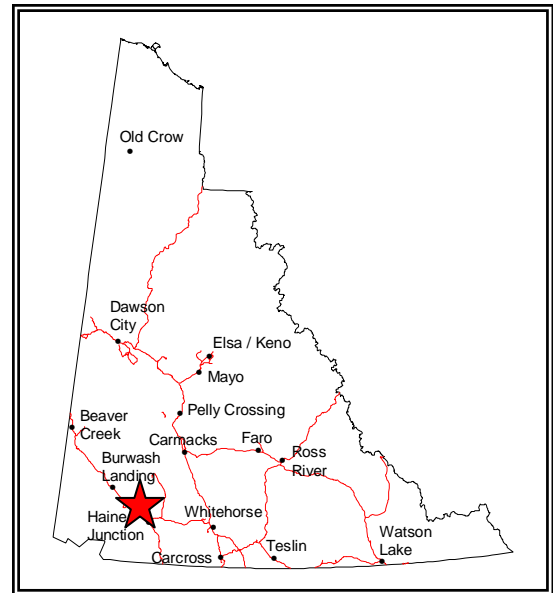 Old Crow
Dawson
City
Elsa / Keno
Mayo
Beaver
Creek
Pelly Crossing
Carmacks
Faro
Ross
River
Burwash
Landing
Haine
Junction
Whitehorse
Carcross
Teslin
Watson
Lake